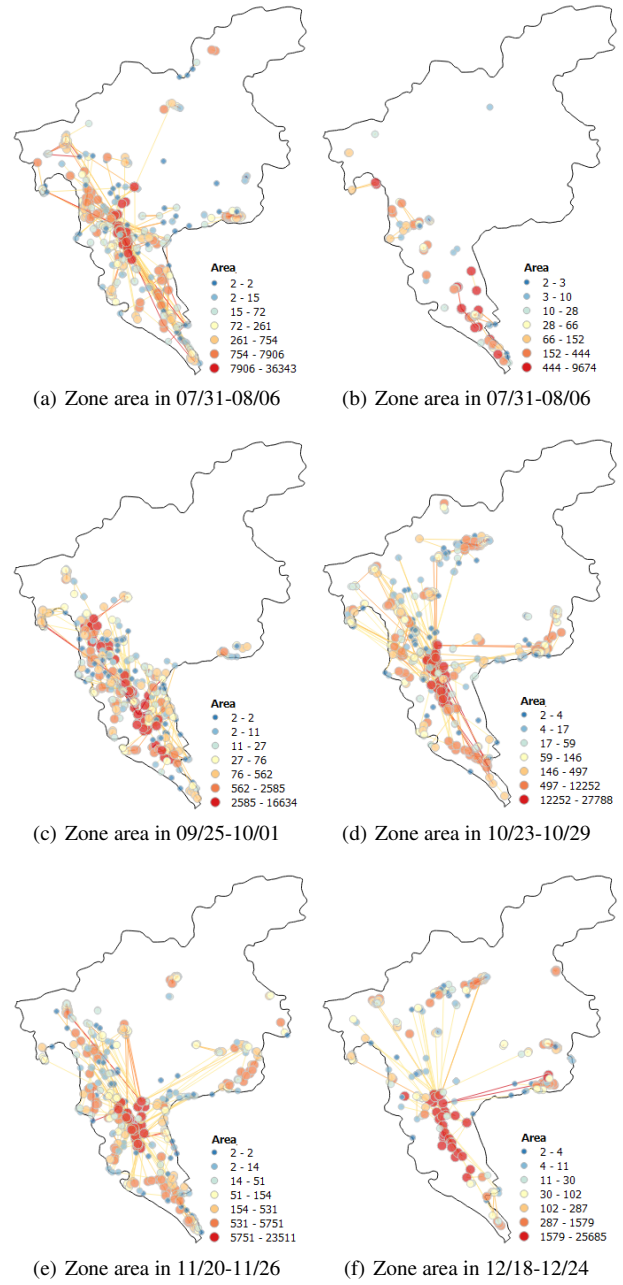 Area
2 - 2
2 - 15
15 - 72
72 - 261
261 - 754
754 - 7906
7906 - 36343
(a) Zone area in 07/31-08/06
Area
2 - 3
3 - 10
10 - 28
28 - 66
66 - 152
152 - 444
444 - 9674
(b) Zone area in 07/31-08/06
Area
2 - 2
2 - 11
11 - 27
27 - 76
76 - 562
562 - 2585
2585 - 16634
(c) Zone area in 09/25-10/01
Area
2 - 4
4 - 17
17 - 59
59 - 146
146 - 497
497 - 12252
12252 - 27788
(d) Zone area in 10/23-10/29
Area
2 - 2
2 - 14
14 - 51
51 - 154
154 - 531
531 - 5751
5751 - 23511
(e) Zone area in 11/20-11/26
Area
2 - 4
4 - 11
11 - 30
30 - 102
102 - 287
287 - 1579
1579 - 25685
(f) Zone area in 12/18-12/24